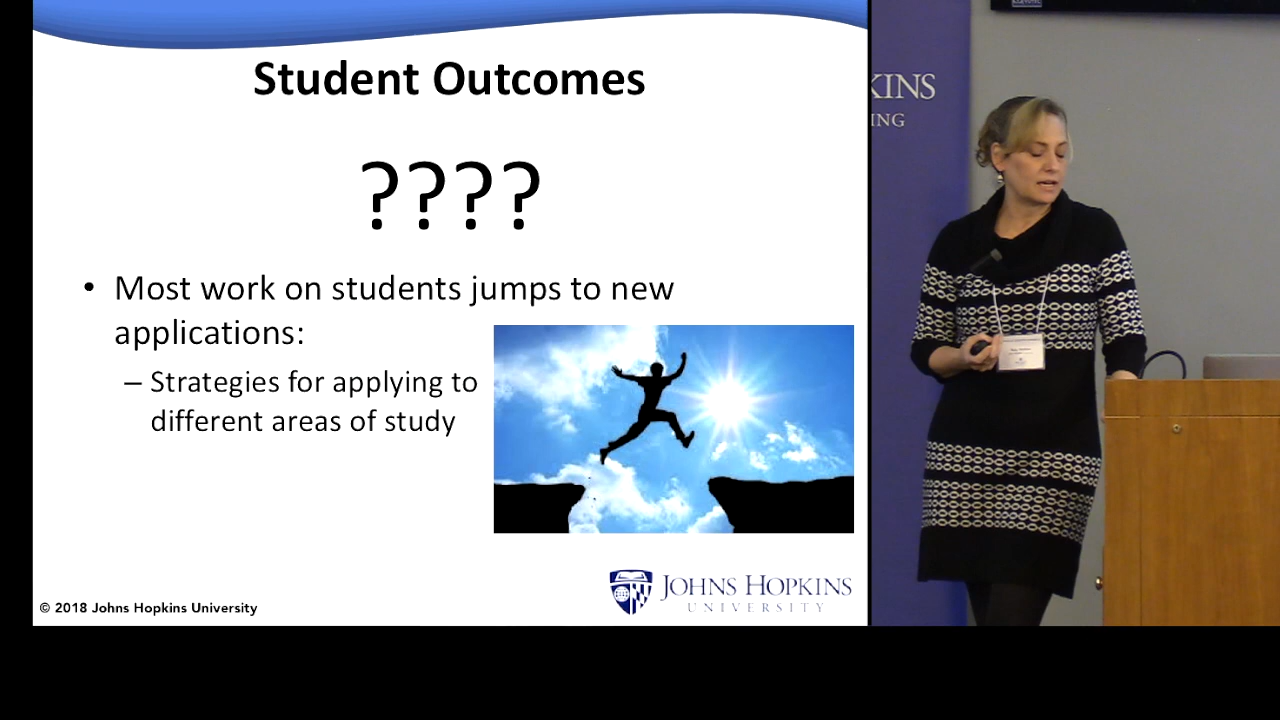 Student Outcomes
????
• Most work on students jumps to new
applications:
– Strategies for applying to
different areas of study
© 2018 Johns Hopkins University
JOHNS HOPKINS
UNIVERSITY
KINS
ING